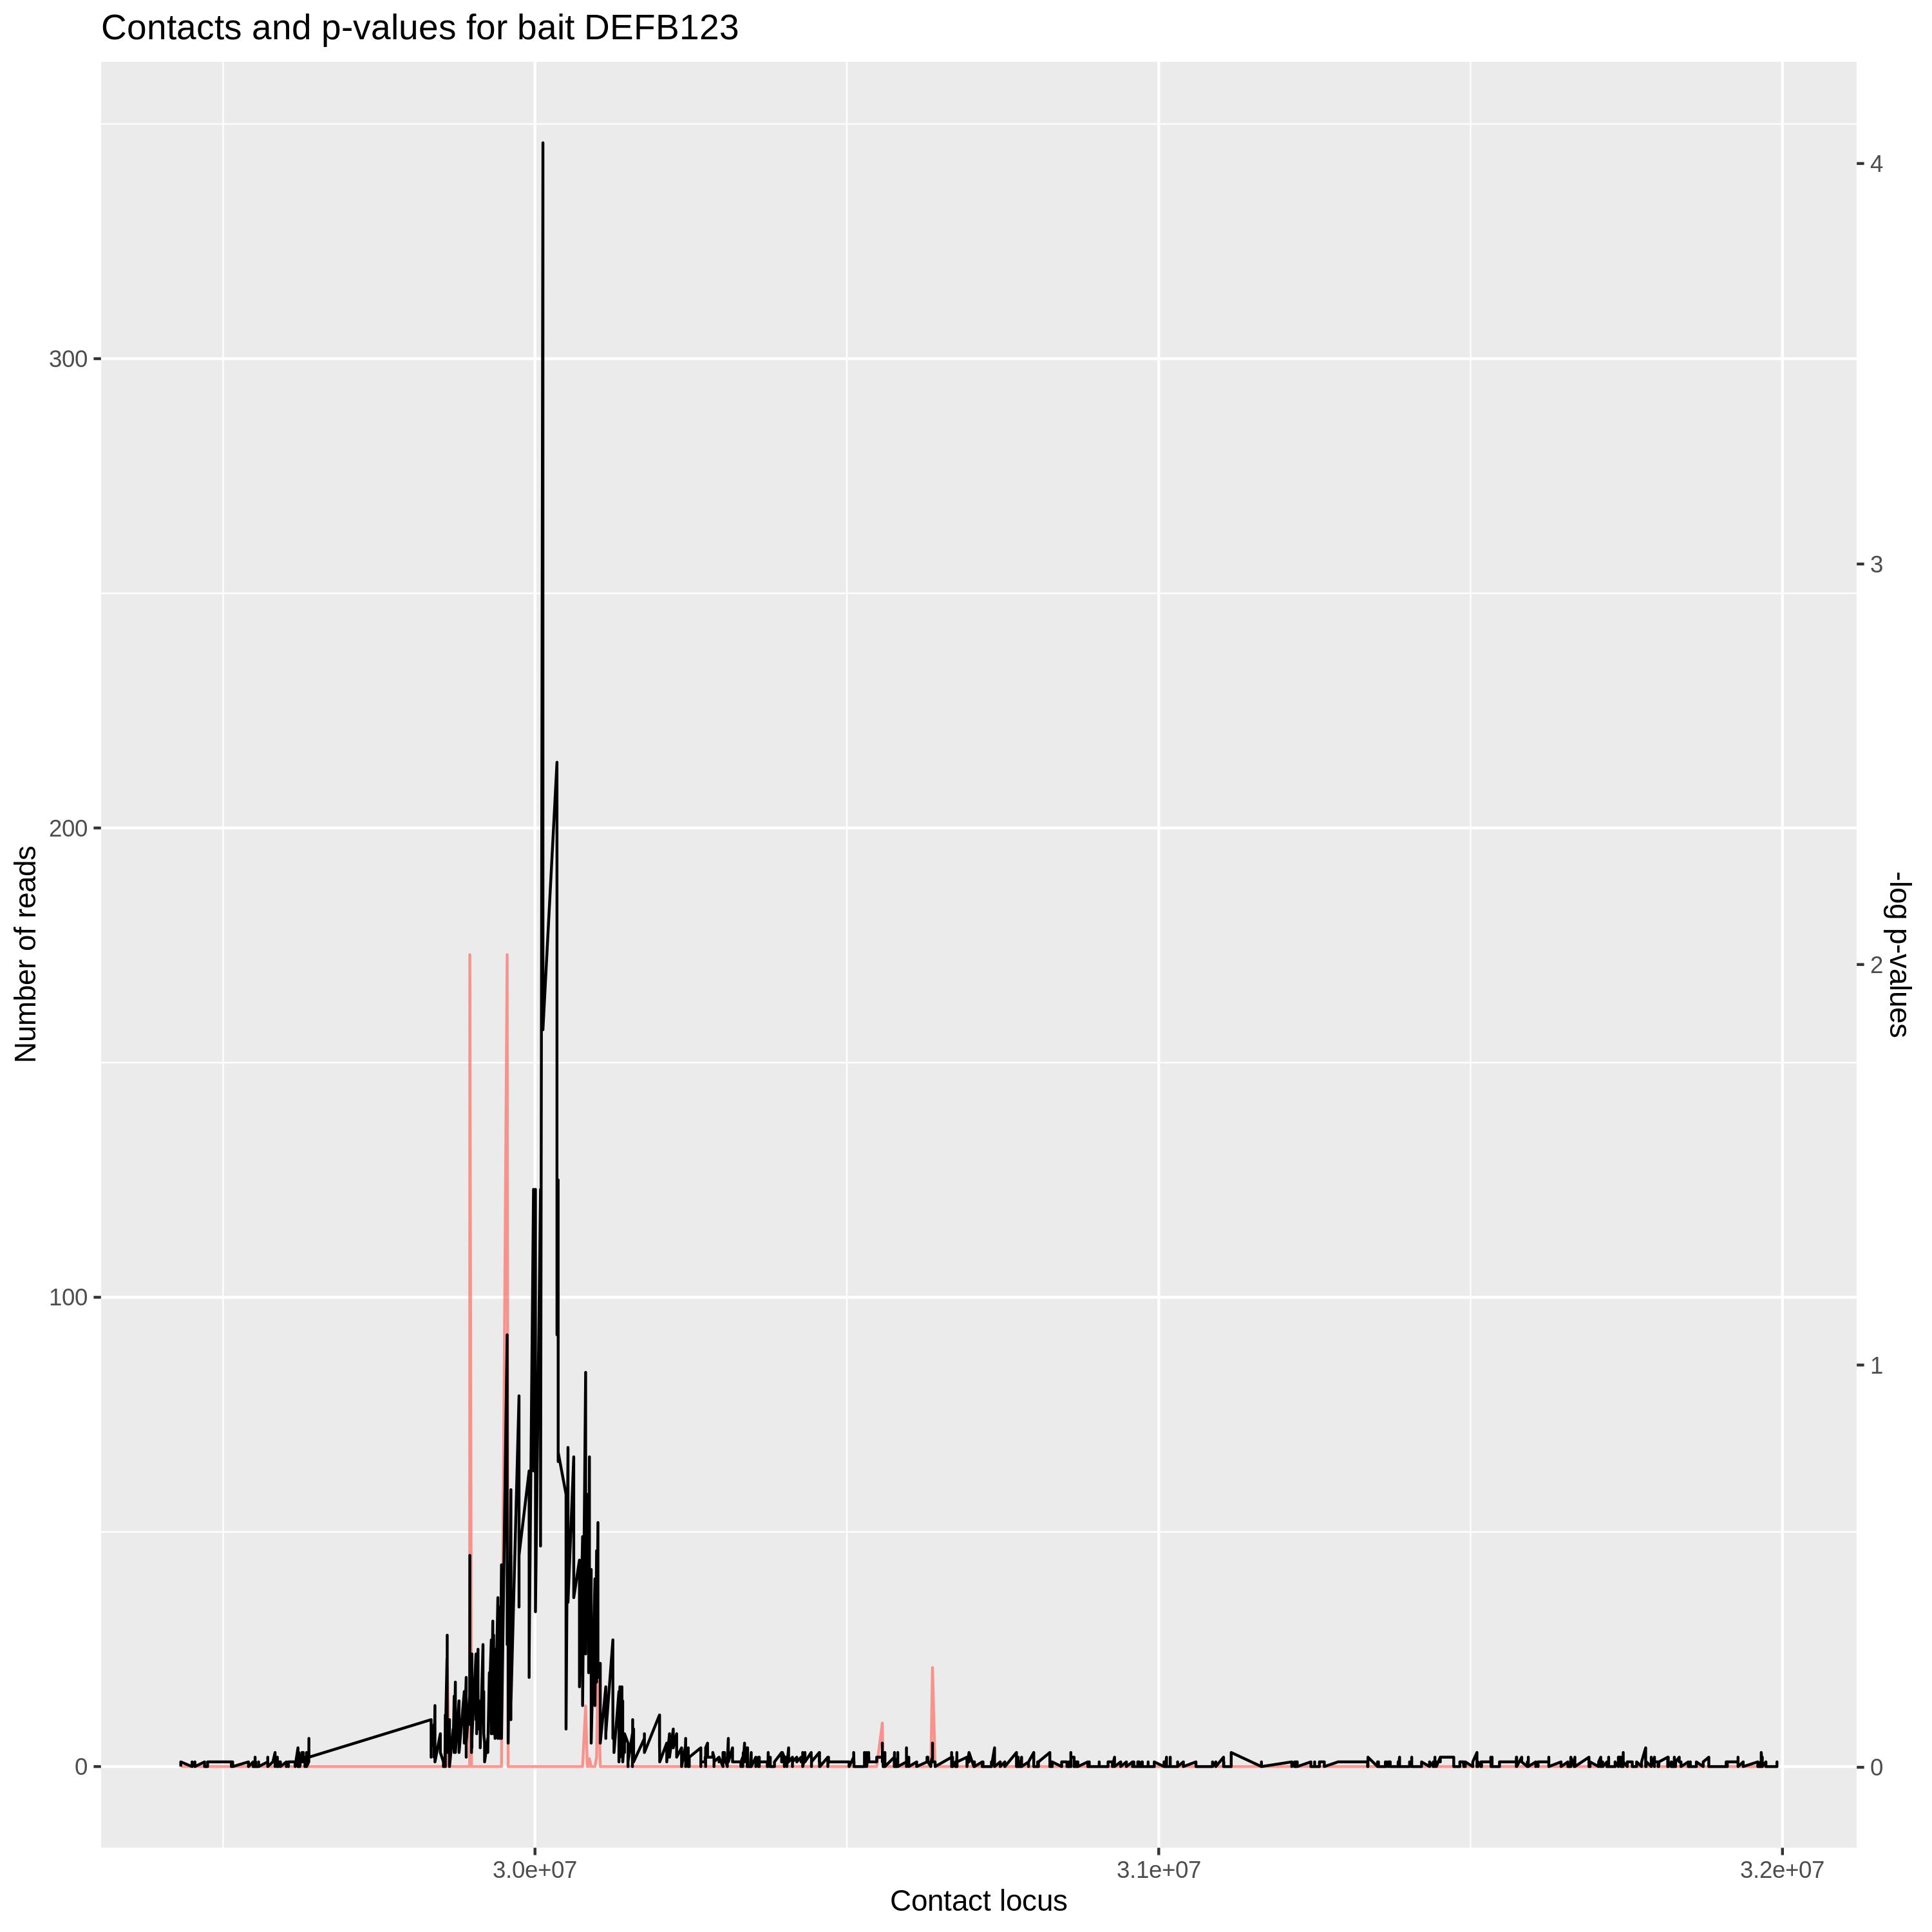 Contacts and p-values for bait DEFB123
Number of reads
300
200
100
0
4
3
2
1
0
-log p-values
3.0e+07
3.1e+07
3.2e+07
Contact locus